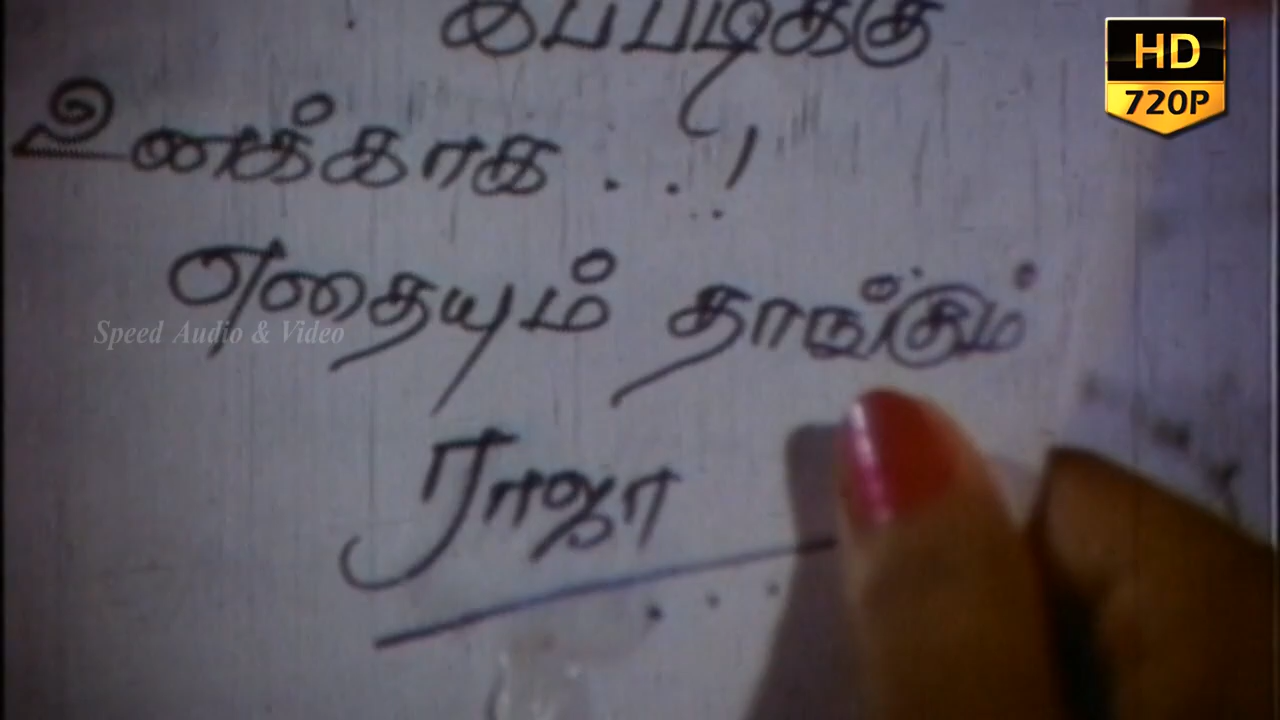 இப்படிக்கு
HD
720P
உனக்காக . . !
எதையும் தாங்கும்
Speed Audio & Video
ராஜா